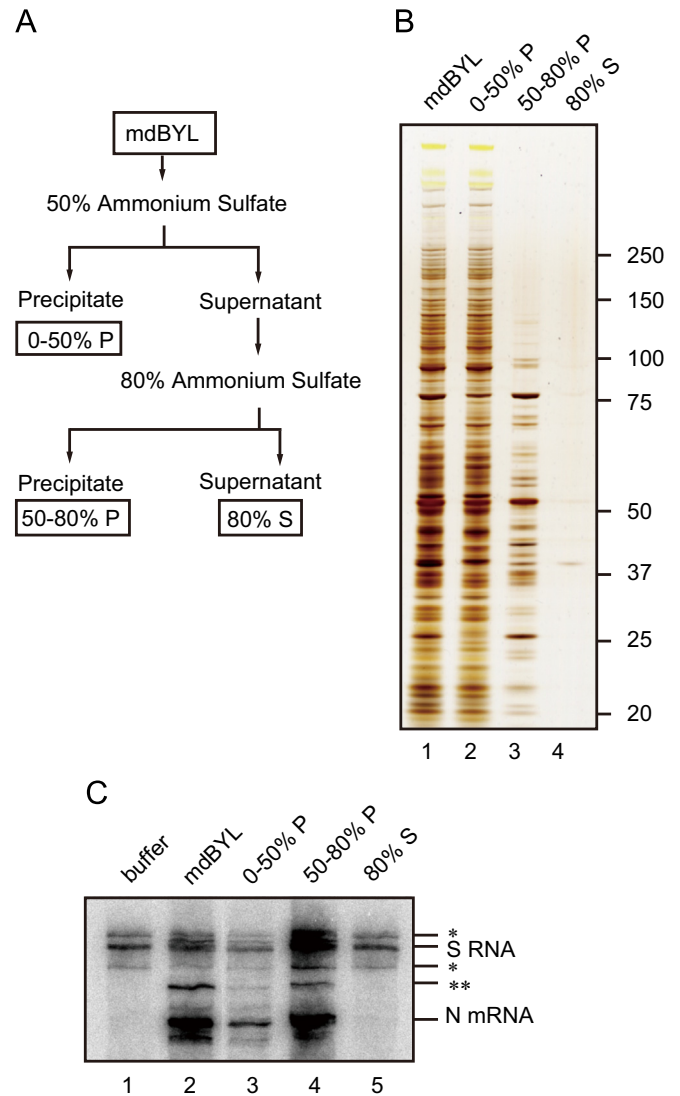 A
mdBYL
50% Ammonium Sulfate
Precipitate
Supernatant
0-50% P
80% Ammonium Sulfate
Precipitate
Supernatant
50-80% P
80% S
B
mdBYL
0-50% P
50-80% P
80% S
250
150
100
75
50
37
25
20
1 2 3 4
C
buffer
mdBYL
0-50% P
50-80% P
80% S
*
S RNA
*
**
N mRNA
1 2 3 4 5